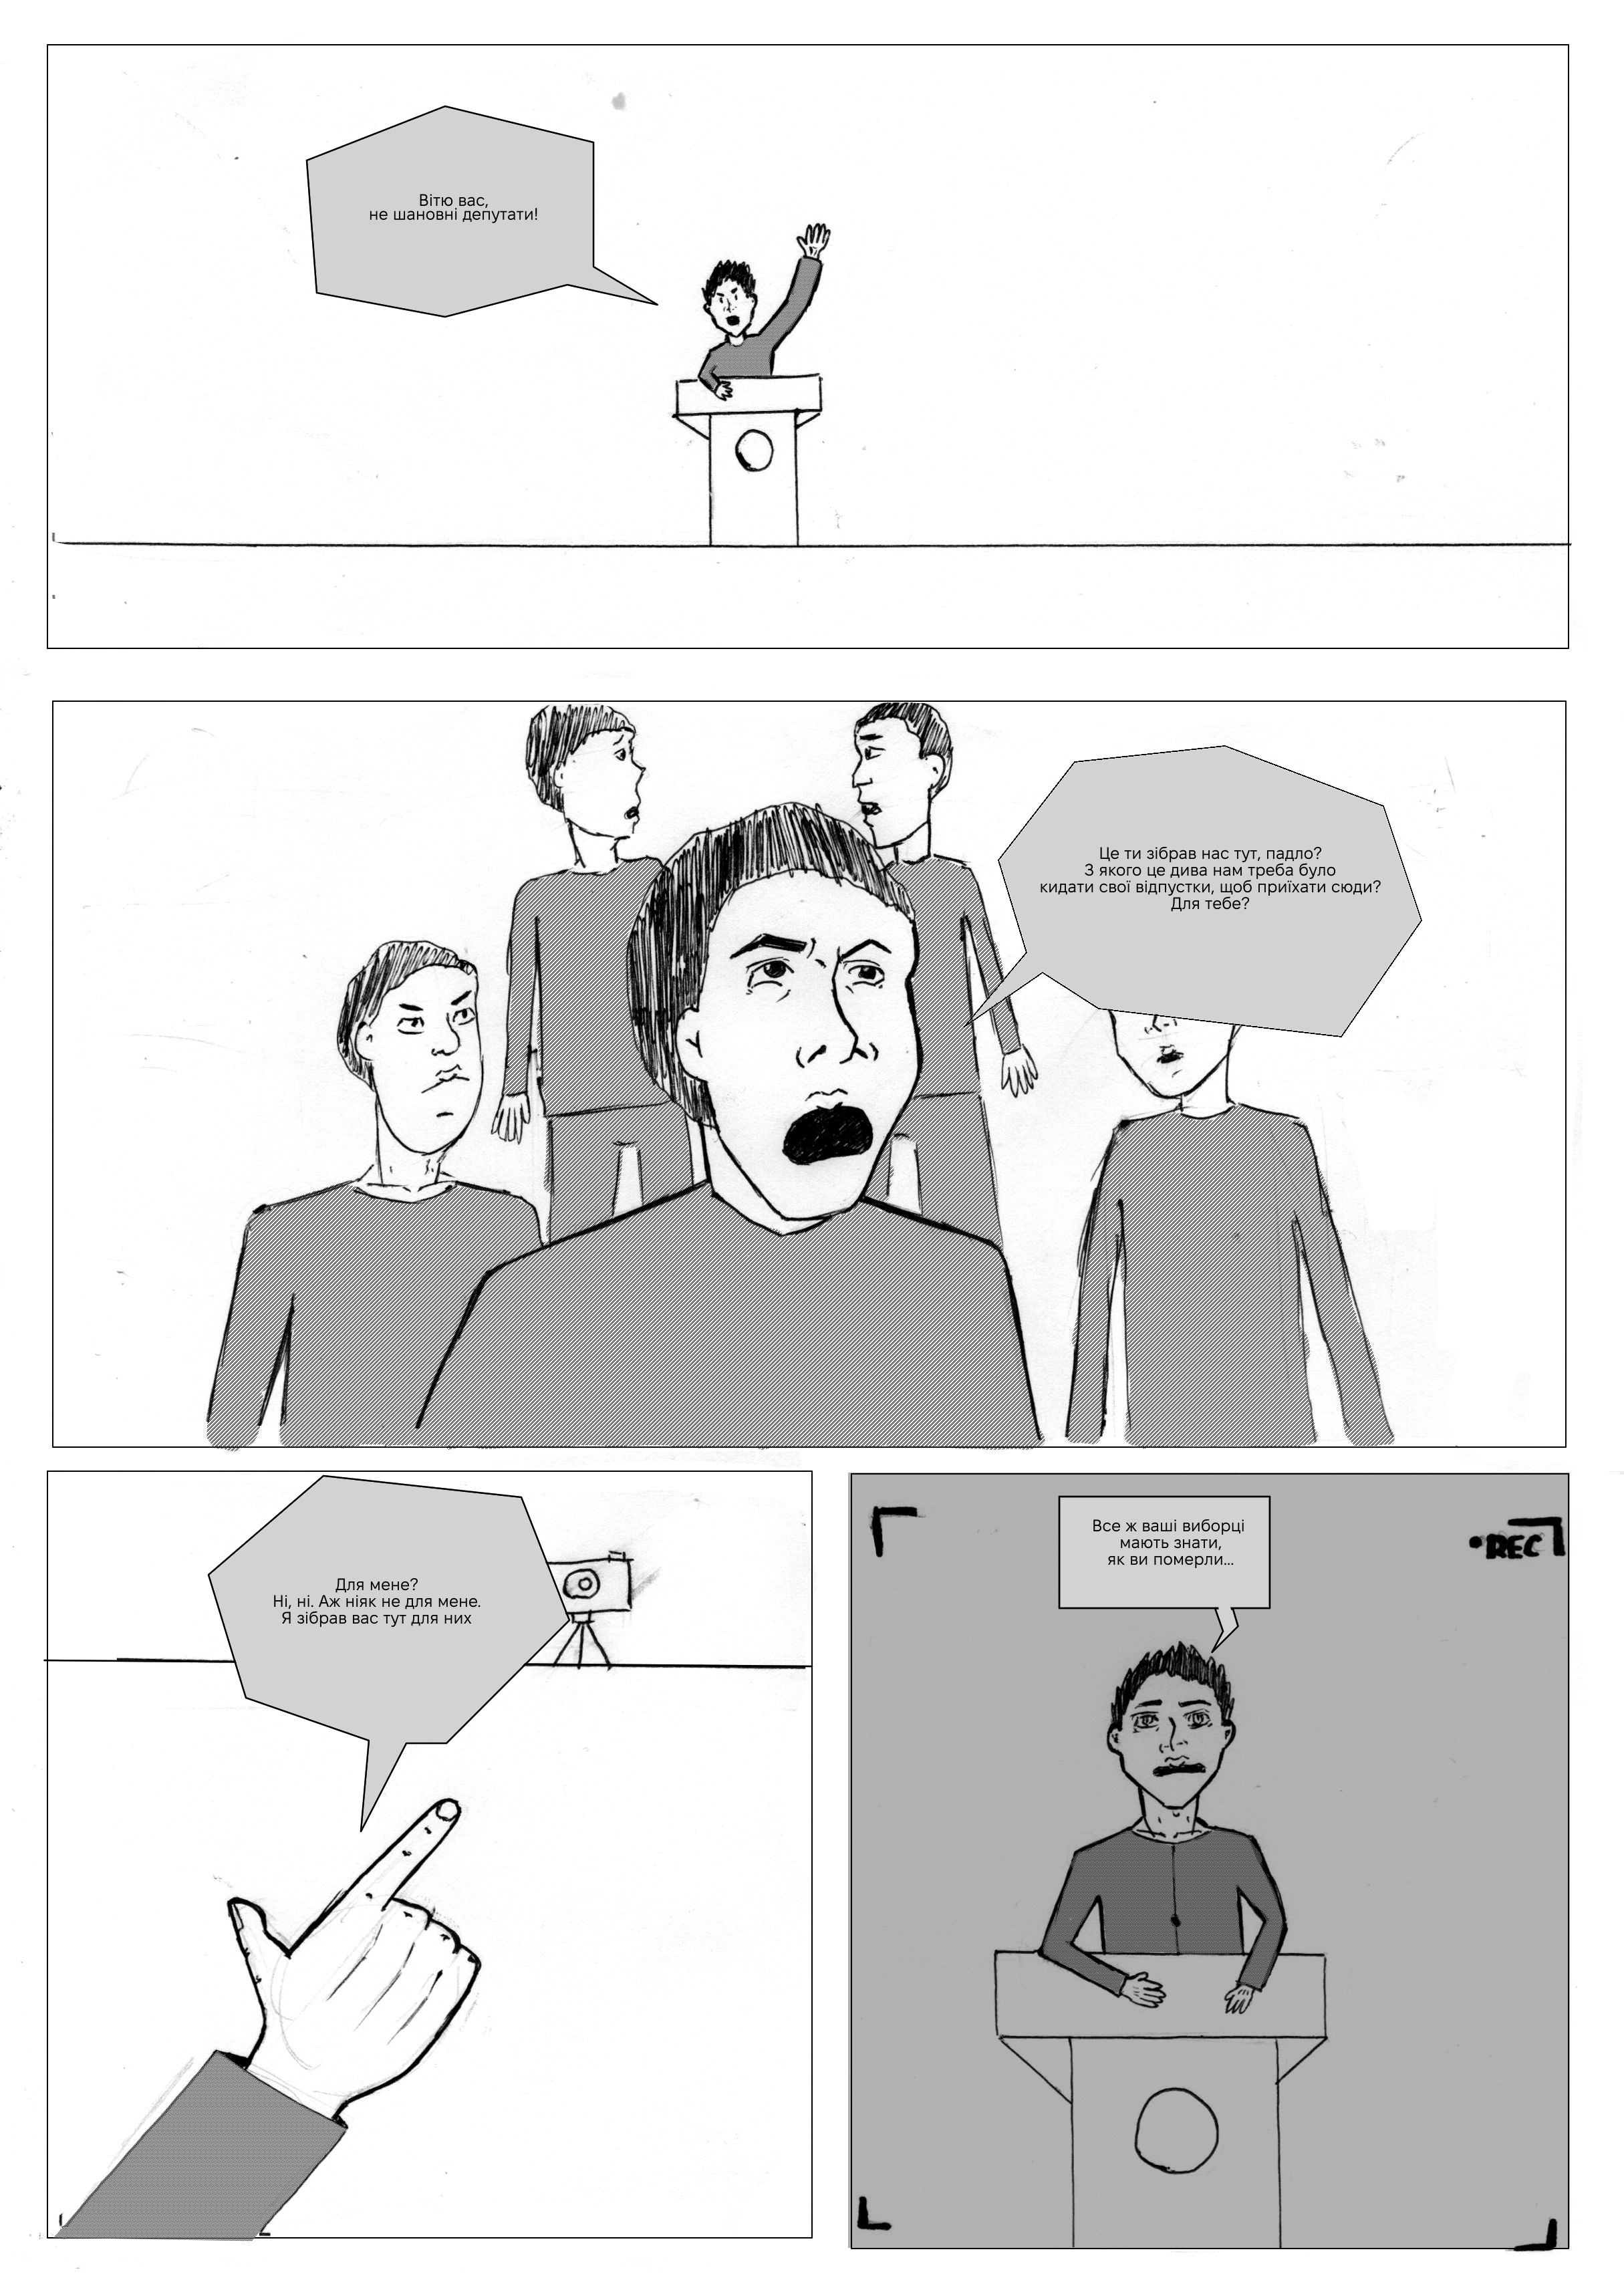 Вітю вас,
не шановні депутати!
Це ти зібрав нас тут, падло?
З якого це дива нам треба було
кидати свої відпустки, щоб приїхати сюди?
Для тебе?
Для мене?
Ні, ні. Аж ніяк не для мене.
Я зібрав вас тут для них
Все ж ваші виборці
мають знати,
як ви померли...
•REC